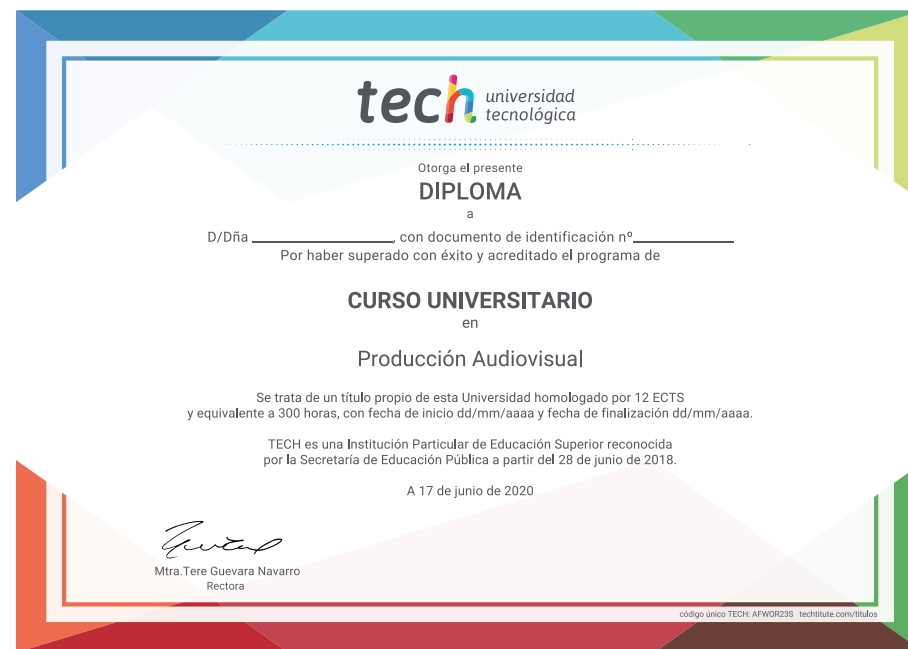 tech universidad
tecnológica
Otorga el presente
DIPLOMA
a
D/Dña ____________________, con documento de identificación nº______________
Por haber superado con éxito y acreditado el programa de
CURSO UNIVERSITARIO
en
Producción Audiovisual
Se trata de un título propio de esta Universidad homologado por 12 ECTS
y equivalente a 300 horas, con fecha de inicio dd/mm/aaaa y fecha de finalización dd/mm/aaaa.
TECH es una Institución Particular de Educación Superior reconocida
por la Secretaría de Educación Pública a partir del 28 de junio de 2018.
A 17 de junio de 2020
Mtra.Tere Guevara Navarro
Rectora
código único TECH: AFWOR23S techtitute.com/titulos